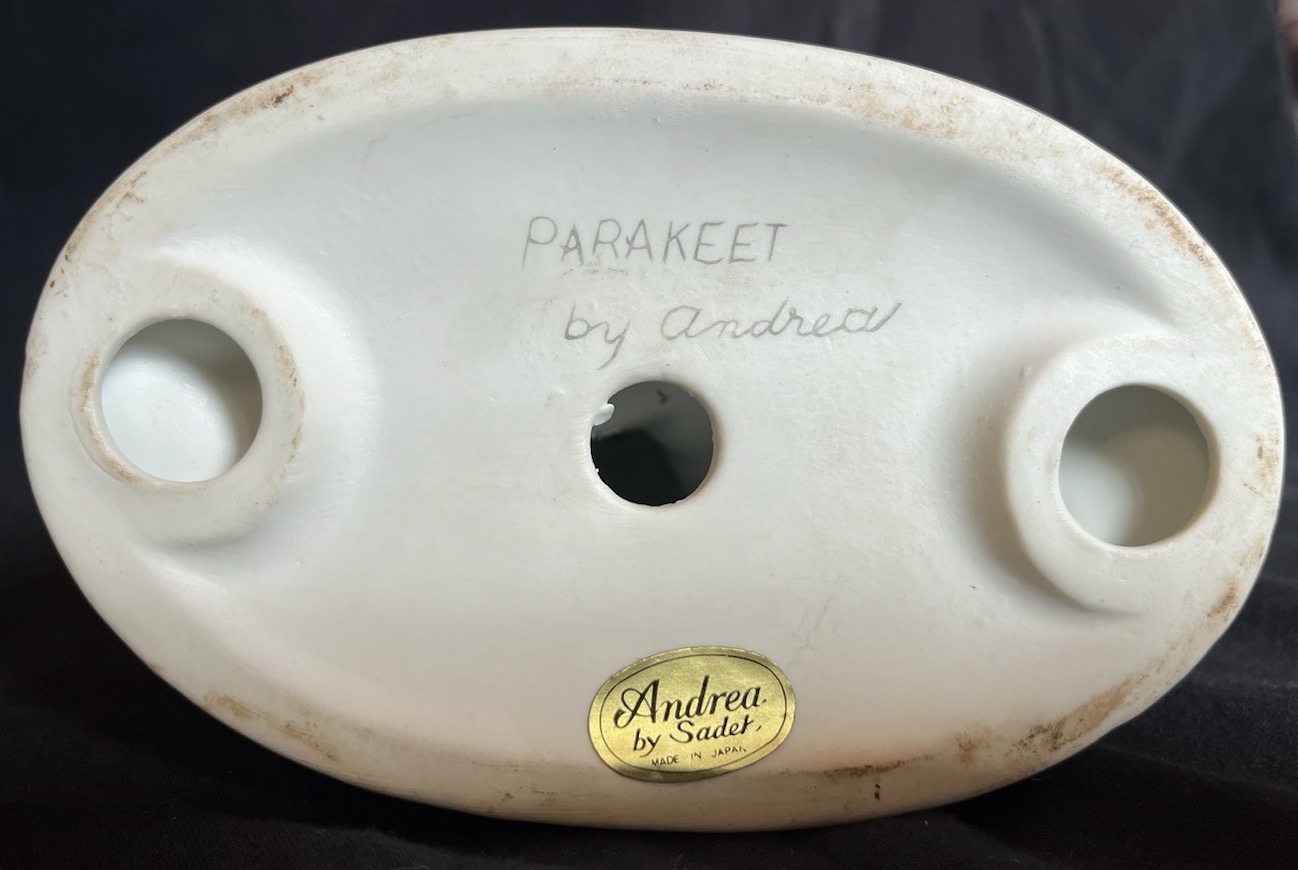 PARAKEET
by Andrea
Andrea
by Sadek
MADE IN JAPAN